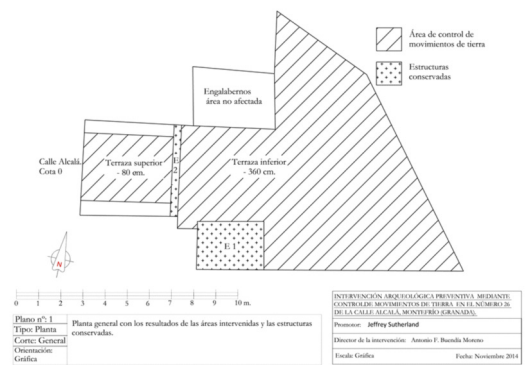 Área de control de
movimientos de tierra
Estructuras
conservadas
Engalabernos
área no afectada
Calle Alcalá.
Cota 0
Terraza superior
- 80 øm.
E
2
Terraza inferior
- 360 cm.
E 1
N
0 1 2 3 4 5 6 7 8 9 10 m.
Plano nº: 1
Tipo: Planta
Corte: General
Orientación:
Gráfica
Planta general con los resultados de las áreas intervenidas y las estructuras
conservadas.
INTERVENCIÓN ARQUEOLÓGICA PREVENTIVA MEDIANTE
CONTROLDE MOVIMIENTOS DE TIERRA EN EL NÚMERO 26
DE LA CALLE ALCALÁ, MONTEFRÍO (GRANADA).
Promotor: Jeffrey Sutherland
Director de la intervención: Antonio F. Buendía Moreno
Escala: Gráfica Fecha: Noviembre 2014